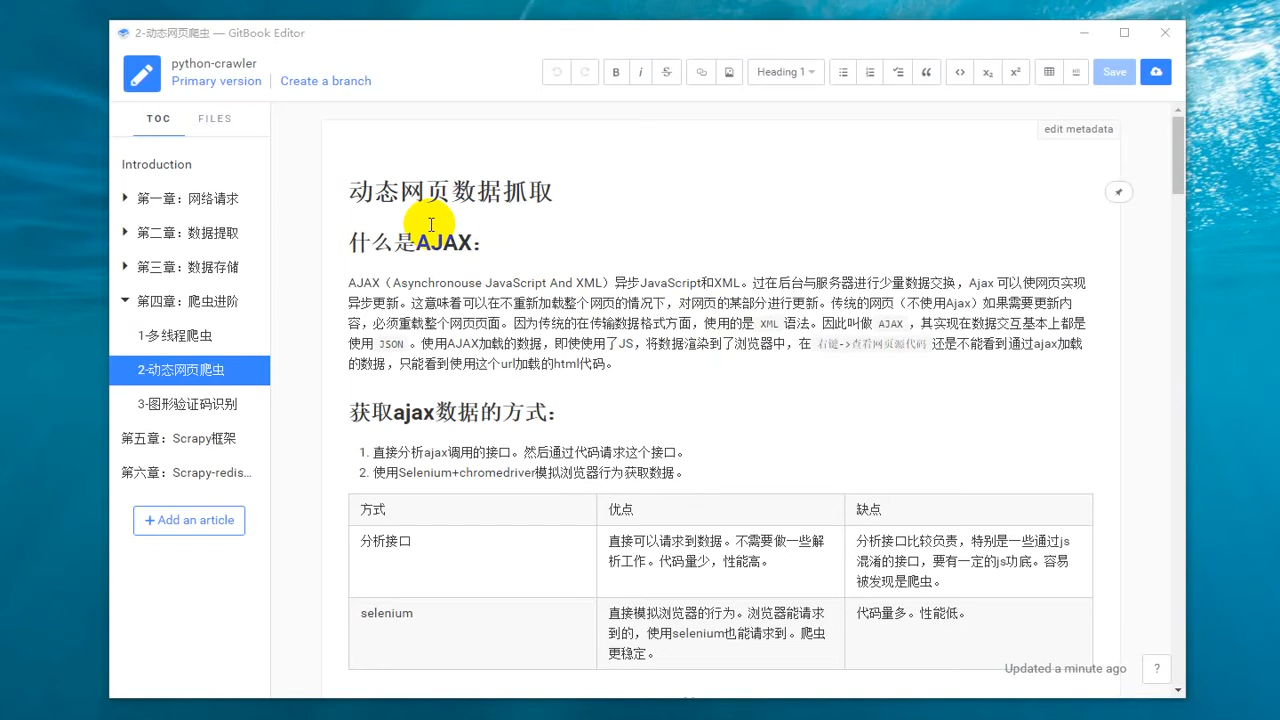 2-动态网页爬虫 — GitBook Editor
python-crawler
Primary version
Create a branch
B
i
S
Heading 1
x₂
x²
Save
TOC
FILES
edit metadata
Introduction
第一章：网络请求
第二章：数据提取
第三章：数据存储
第四章：爬虫进阶
1-多线程爬虫
2-动态网页爬虫
3-图形验证码识别
第五章：Scrapy框架
第六章：Scrapy-redis...
+ Add an article
动态网页数据抓取
什么是AJAX：
AJAX（Asynchronouse JavaScript And XML）异步JavaScript和XML。过在后台与服务器进行少量数据交换，Ajax 可以使网页实现
异步更新。这意味着可以在不重新加载整个网页的情况下，对网页的某部分进行更新。传统的网页（不使用Ajax）如果需要更新内
容，必须重载整个网页页面。因为传统的在传输数据格式方面，使用的是 XML 语法。因此叫做 AJAX ，其实现在数据交互基本上都是
使用 JSON 。使用AJAX加载的数据，即使使用了JS，将数据渲染到了浏览器中，在 右键->查看网页源代码 还是不能看到通过ajax加载
的数据，只能看到使用这个url加载的html代码。
获取ajax数据的方式：
1. 直接分析ajax调用的接口。然后通过代码请求这个接口。
2. 使用Selenium+chromedriver模拟浏览器行为获取数据。
方式
优点
缺点
分析接口
直接可以请求到数据。不需要做一些解
析工作。代码量少，性能高。
分析接口比较负责，特别是一些通过js
混淆的接口，要有一定的js功底。容易
被发现是爬虫。
selenium
直接模拟浏览器的行为。浏览器能请求
到的，使用selenium也能请求到。爬虫
更稳定。
代码量多。性能低。
Updated a minute ago
?